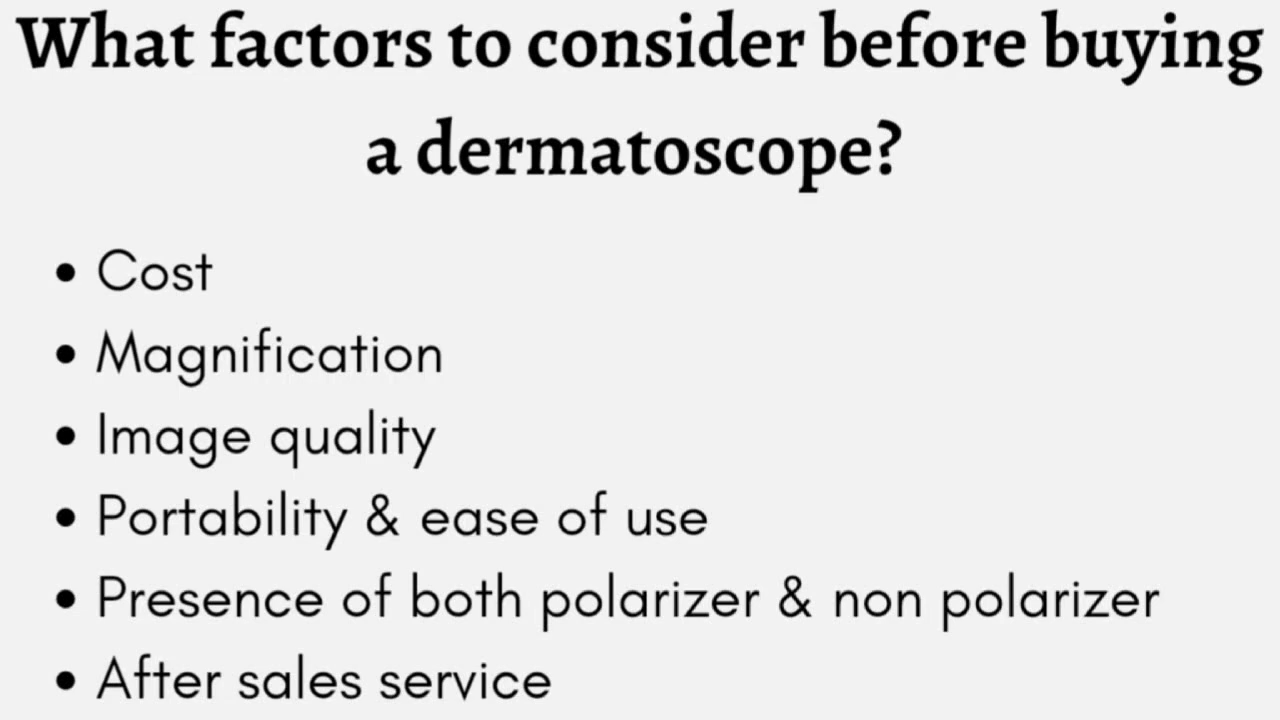 What factors to consider before buying
a dermatoscope?
• Cost
• Magnification
• Image quality
• Portability & ease of use
• Presence of both polarizer & non polarizer
• After sales service